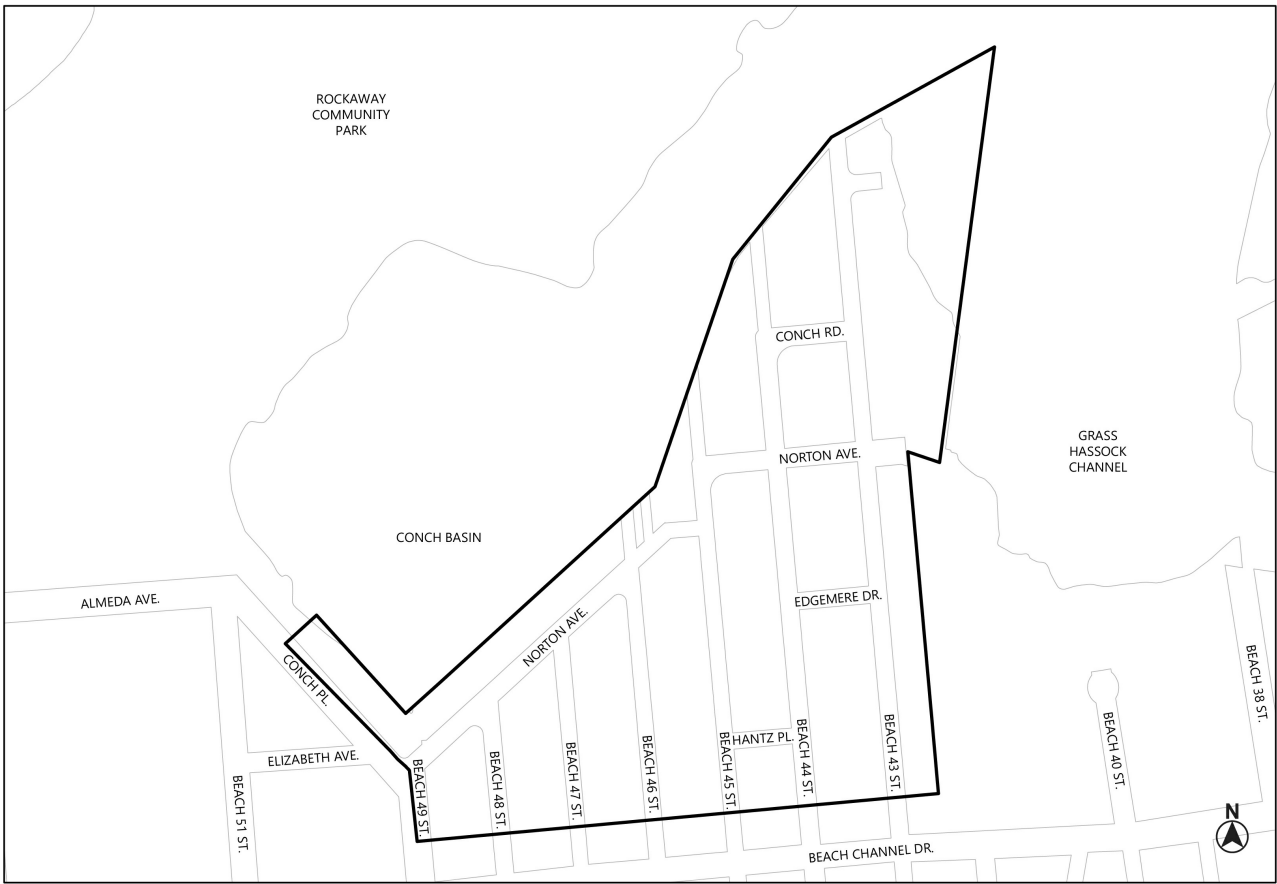 ROCKAWAY
COMMUNITY
PARK
CONCH RD.
NORTON AVE.
GRASS
HASSOCK
CHANNEL
CONCH BASIN
ALMEDA AVE.
EDGEMERE DR.
NORTON AVE.
CONCH PL.
BEACH 38 ST.
ELIZABETH AVE.
HANTZ PL.
BEACH 51 ST.
BEACH 49 ST.
BEACH 48 ST.
BEACH 47 ST.
BEACH 46 ST.
BEACH 45 ST.
BEACH 44 ST.
BEACH 43 ST.
BEACH 40 ST.
N
BEACH CHANNEL DR.